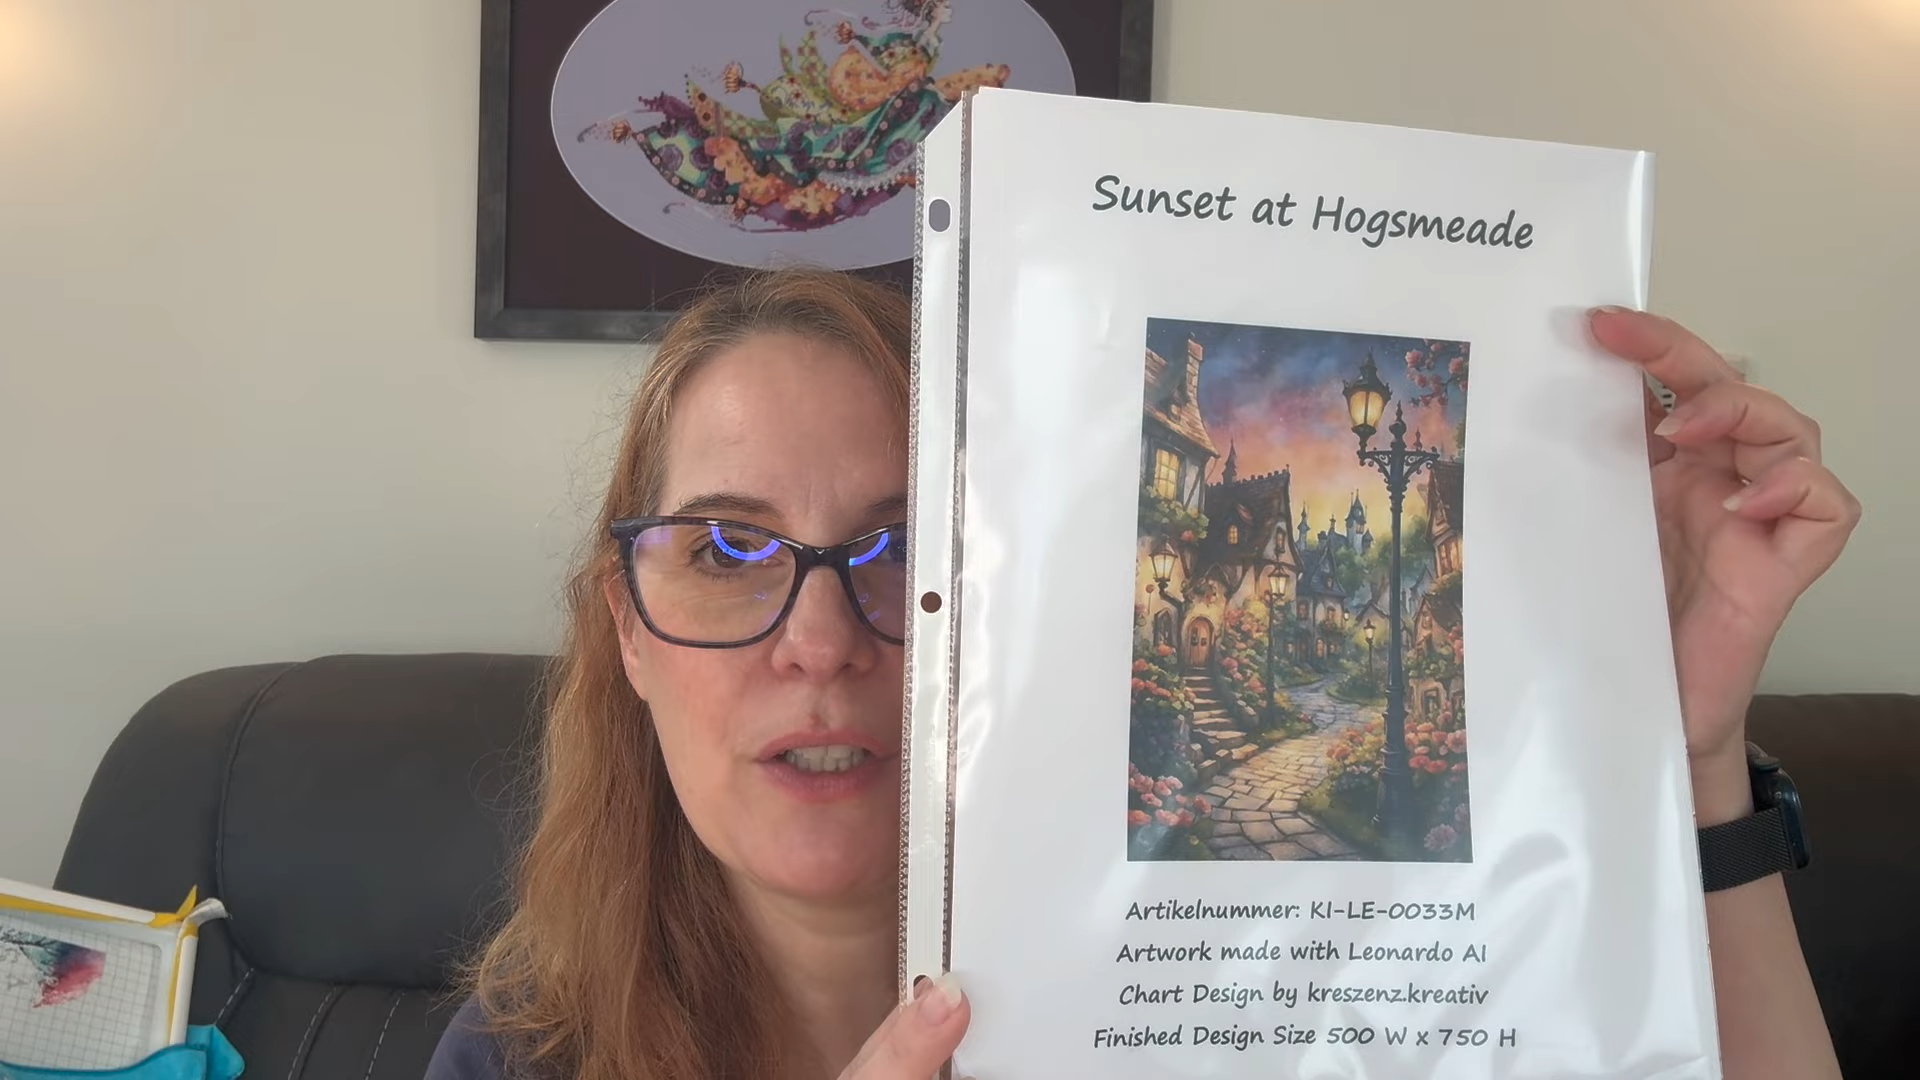 Sunset at Hogsmeade
Artikelnummer: KI-LE-0033M
Artwork made with Leonardo AI
Chart Design by kreszenz.kreativ
Finished Design Size 500 W x 750 H